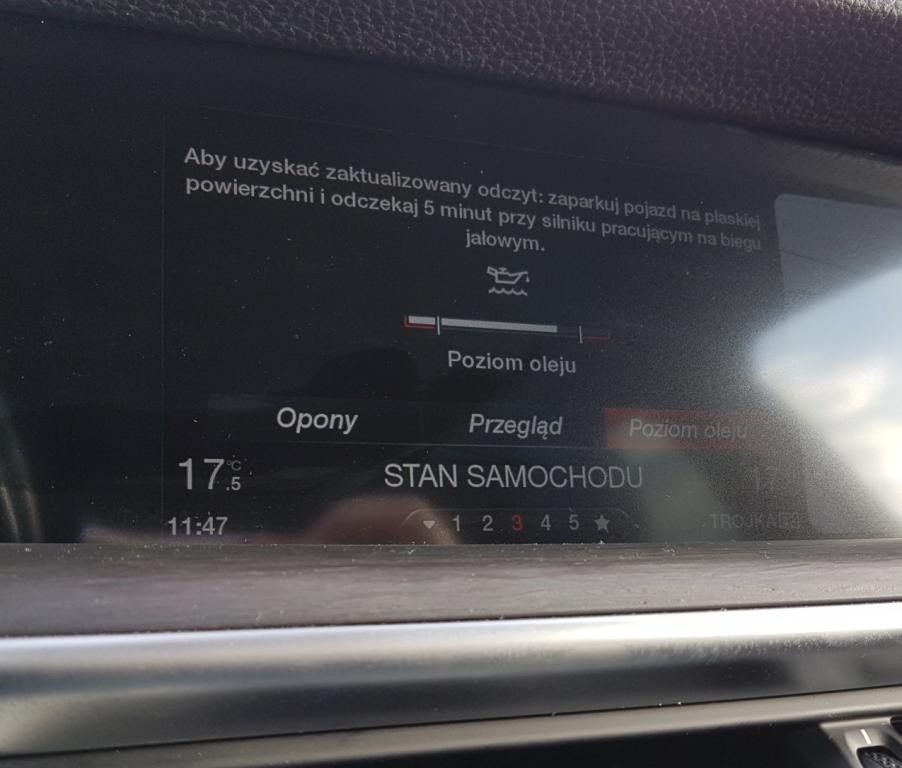 Aby uzyskać zaktualizowany odczyt: zaparkuj pojazd na płaskiej
powierzchni i odczekaj 5 minut przy silniku pracującym na biegu
jałowym.
Poziom oleju
Opony Przegląd Poziom oleju
17.5 °C STAN SAMOCHODU 17
11:47 1 2 3 4 5